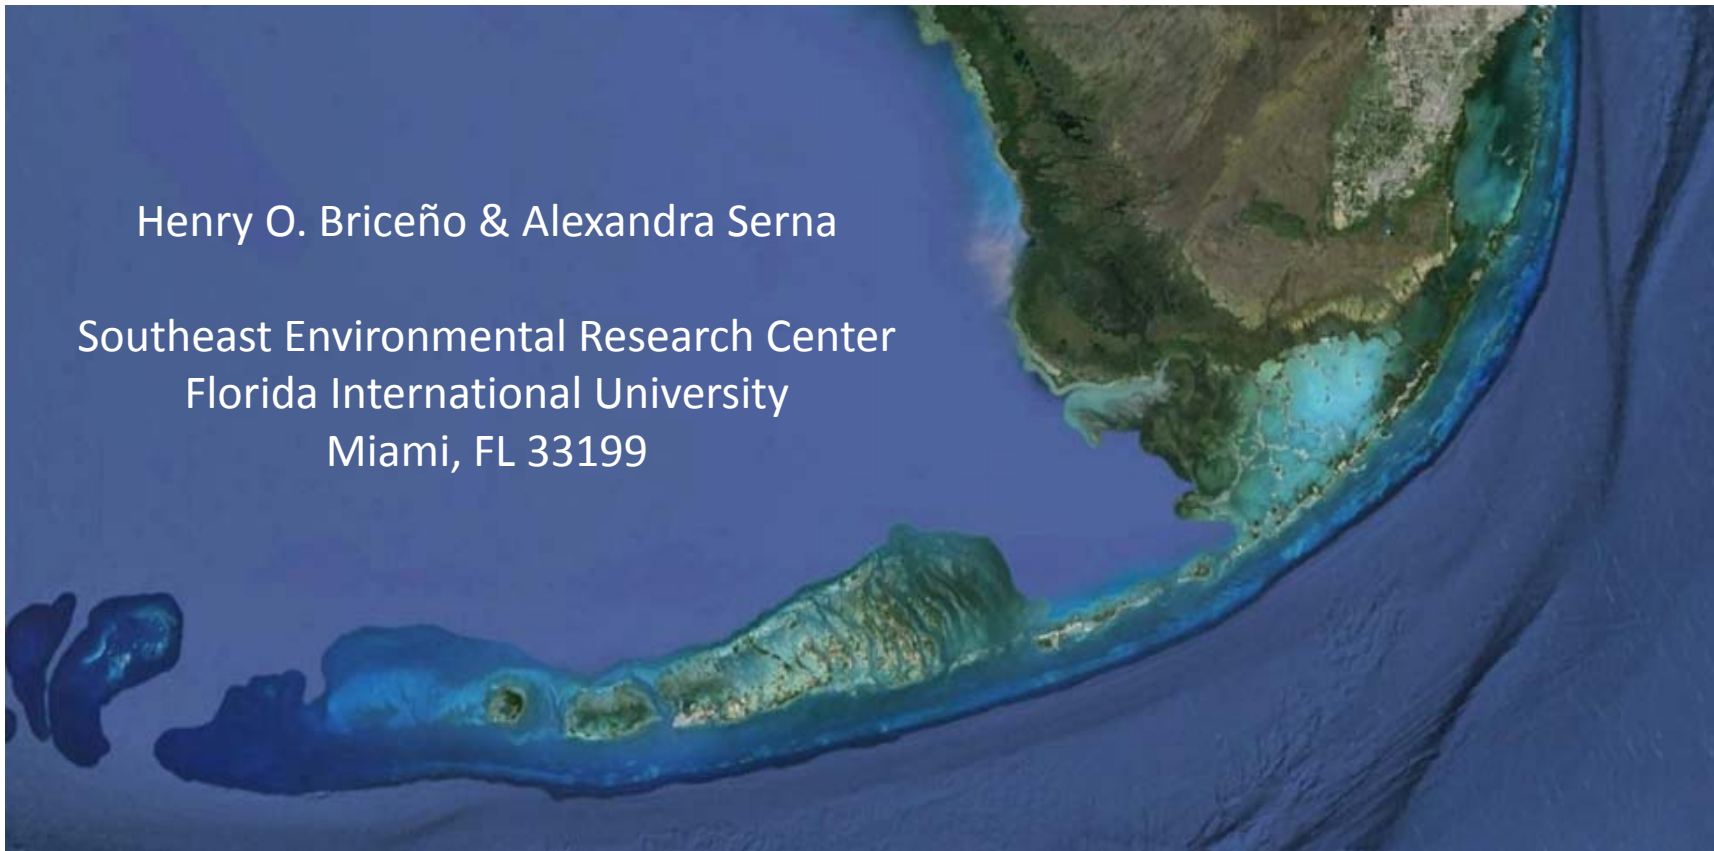 Henry O. Briceño & Alexandra Serna
Southeast Environmental Research Center
Florida International University
Miami, FL 33199